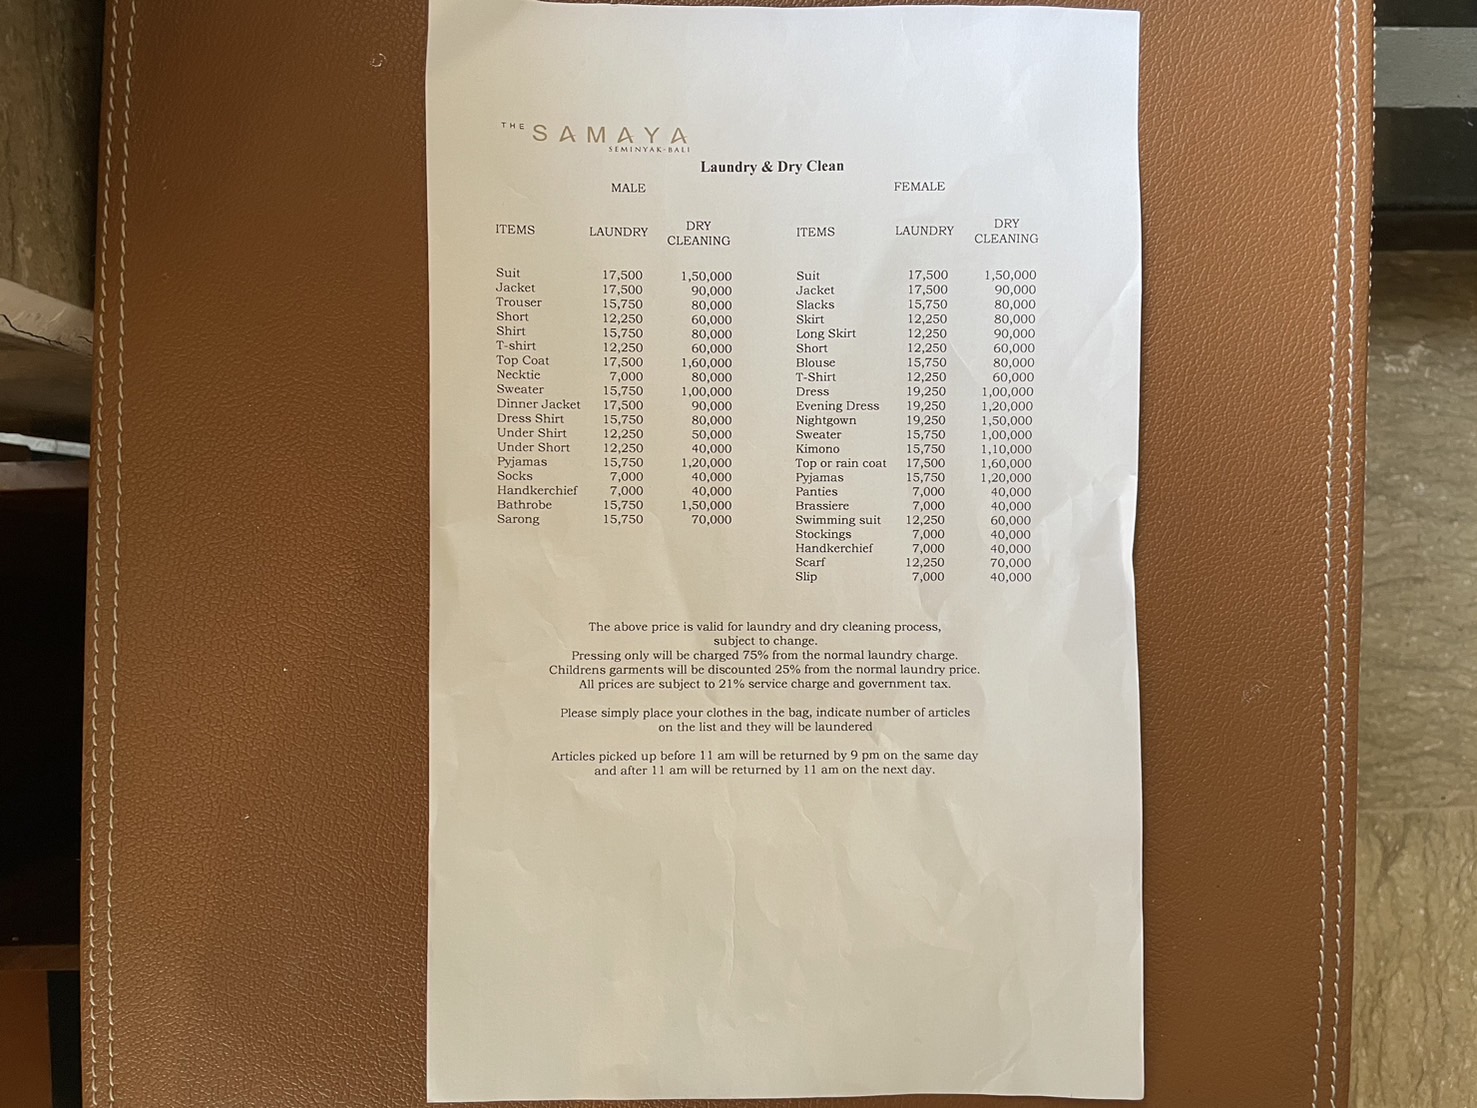 THE SAMAYA
SEMINYAK-BALI
Laundry & Dry Clean
MALE FEMALE
ITEMS LAUNDRY DRY CLEANING ITEMS LAUNDRY DRY CLEANING
Suit 17,500 1,50,000 Suit 17,500 1,50,000
Jacket 17,500 90,000 Jacket 17,500 90,000
Trouser 15,750 80,000 Slacks 15,750 80,000
Short 12,250 60,000 Skirt 12,250 80,000
Shirt 15,750 80,000 Long Skirt 12,250 90,000
T-shirt 12,250 60,000 Short 12,250 60,000
Top Coat 17,500 1,60,000 Blouse 15,750 80,000
Necktie 7,000 80,000 T-Shirt 12,250 60,000
Sweater 15,750 1,00,000 Dress 19,250 1,00,000
Dinner Jacket 17,500 90,000 Evening Dress 19,250 1,20,000
Dress Shirt 15,750 80,000 Nightgown 19,250 1,50,000
Under Shirt 12,250 50,000 Sweater 15,750 1,00,000
Under Short 12,250 40,000 Kimono 15,750 1,10,000
Pyjamas 15,750 1,20,000 Top or rain coat 17,500 1,60,000
Socks 7,000 40,000 Pyjamas 15,750 1,20,000
Handkerchief 7,000 40,000 Panties 7,000 40,000
Bathrobe 15,750 1,50,000 Brassiere 7,000 40,000
Sarong 15,750 70,000 Swimming suit 12,250 60,000
Stockings 7,000 40,000
Handkerchief 7,000 40,000
Scarf 12,250 70,000
Slip 7,000 40,000
The above price is valid for laundry and dry cleaning process,
subject to change.
Pressing only will be charged 75% from the normal laundry charge.
Childrens garments will be discounted 25% from the normal laundry price.
All prices are subject to 21% service charge and government tax.
Please simply place your clothes in the bag, indicate number of articles
on the list and they will be laundered
Articles picked up before 11 am will be returned by 9 pm on the same day
and after 11 am will be returned by 11 am on the next day.